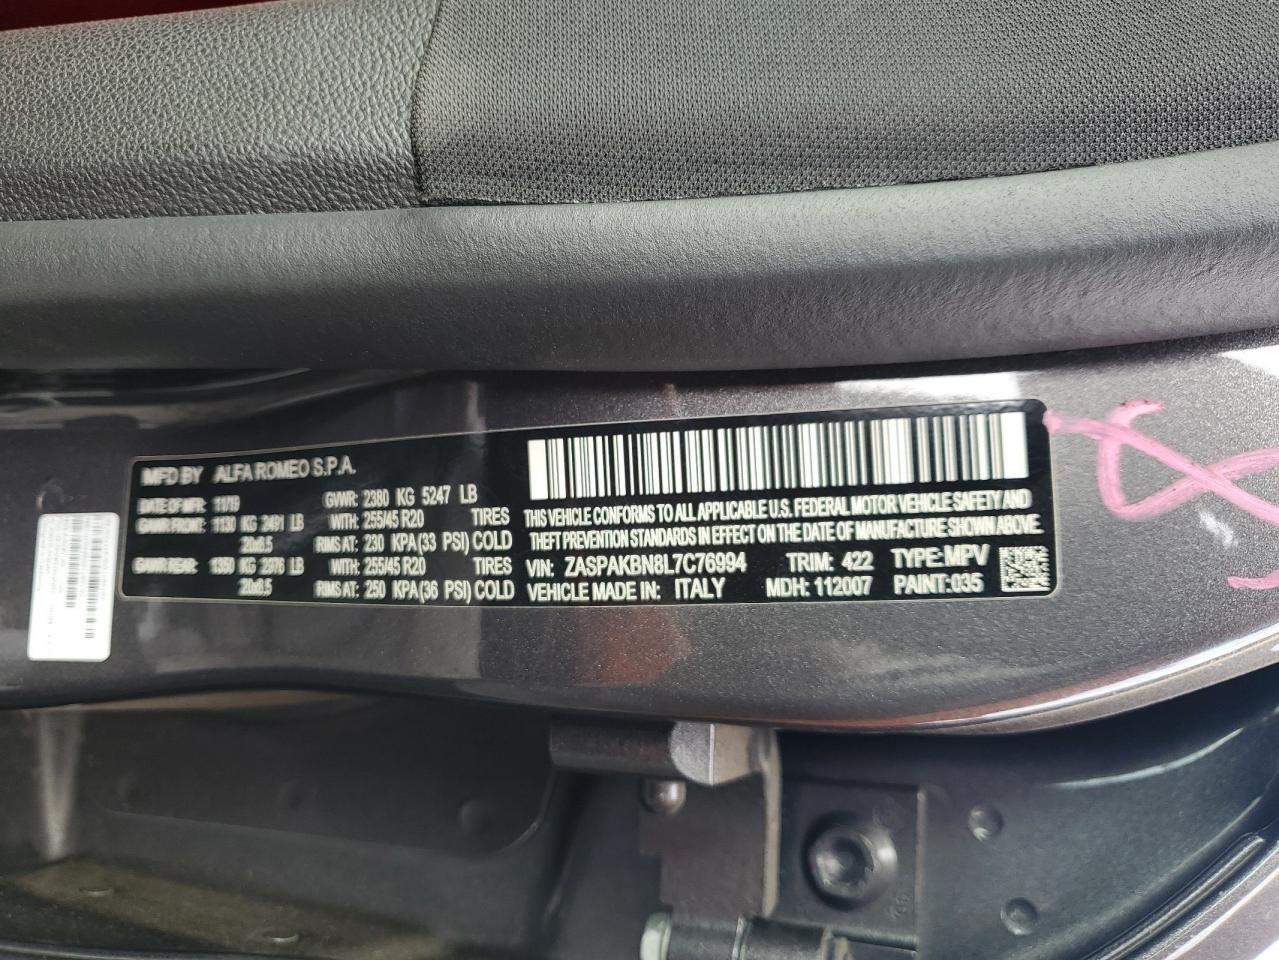 MFD BY ALFA ROMEO S.P.A.
DATE OF MFR: 11/19 GVWR: 2380 KG 5247 LB
GAWR FRONT: 1130 KG 2491 LB WITH: 255/45 R20 TIRES
20x8.5 RIMS AT: 230 KPA(33 PSI) COLD
GAWR REAR: 1350 KG 2976 LB WITH: 255/45 R20 TIRES
20x8.5 RIMS AT: 250 KPA(36 PSI) COLD
THIS VEHICLE CONFORMS TO ALL APPLICABLE U.S. FEDERAL MOTOR VEHICLE SAFETY AND
THEFT PREVENTION STANDARDS IN EFFECT ON THE DATE OF MANUFACTURE SHOWN ABOVE.
VIN: ZASPAKBN8L7C76994 TRIM: 422 TYPE: MPV
VEHICLE MADE IN: ITALY MDH: 112007 PAINT: 035